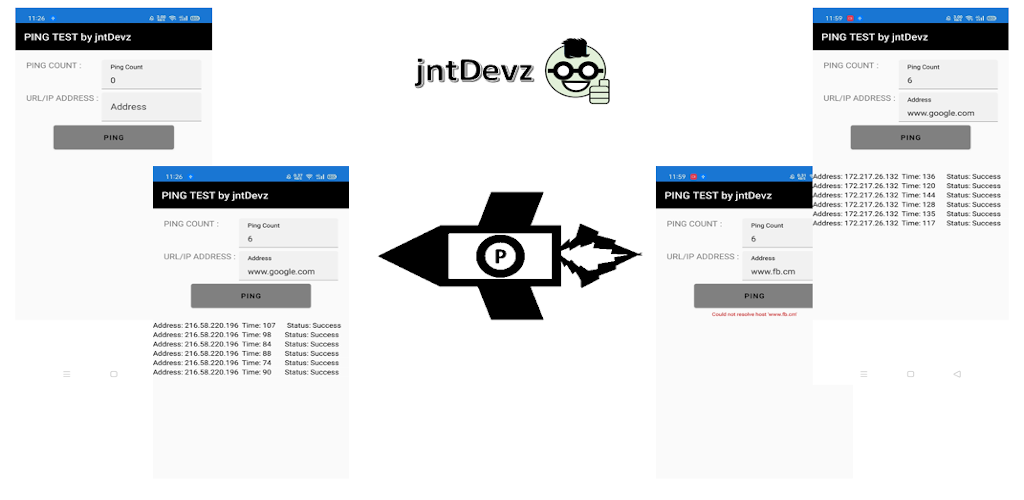 11:26
PING TEST by jntDevz
PING COUNT :
Ping Count
0
URL/IP ADDRESS :
Address
PING
11:26
PING TEST by jntDevz
PING COUNT :
Ping Count
6
URL/IP ADDRESS :
Address
www.google.com
PING
Address: 216.58.220.196 Time: 107 Status: Success
Address: 216.58.220.196 Time: 98 Status: Success
Address: 216.58.220.196 Time: 84 Status: Success
Address: 216.58.220.196 Time: 88 Status: Success
Address: 216.58.220.196 Time: 74 Status: Success
Address: 216.58.220.196 Time: 90 Status: Success
jntDevz
P
11:59
PING TEST by jntDevz
PING COUNT :
Ping Count
6
URL/IP ADDRESS :
Address
www.fb.cm
PING
Could not resolve host 'www.fb.cm'
11:59
PING TEST by jntDevz
PING COUNT :
Ping Count
6
URL/IP ADDRESS :
Address
www.google.com
PING
Address: 172.217.26.132 Time: 136 Status: Success
Address: 172.217.26.132 Time: 120 Status: Success
Address: 172.217.26.132 Time: 144 Status: Success
Address: 172.217.26.132 Time: 128 Status: Success
Address: 172.217.26.132 Time: 135 Status: Success
Address: 172.217.26.132 Time: 117 Status: Success